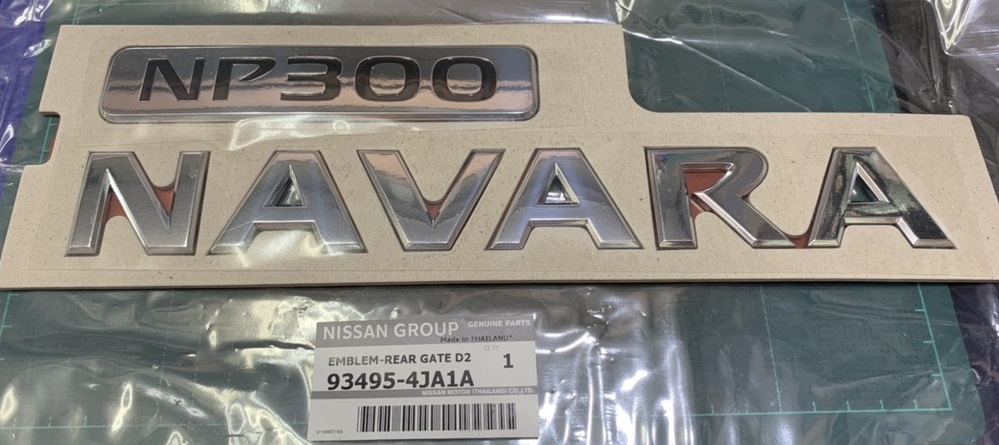 NP300
NAVARA
NISSAN GROUP GENUINE PARTS
Made in THAILAND*
Q'TY
EMBLEM-REAR GATE D2 1
93495-4JA1A
NISSAN MOTOR (THAILAND) CO.,LTD.